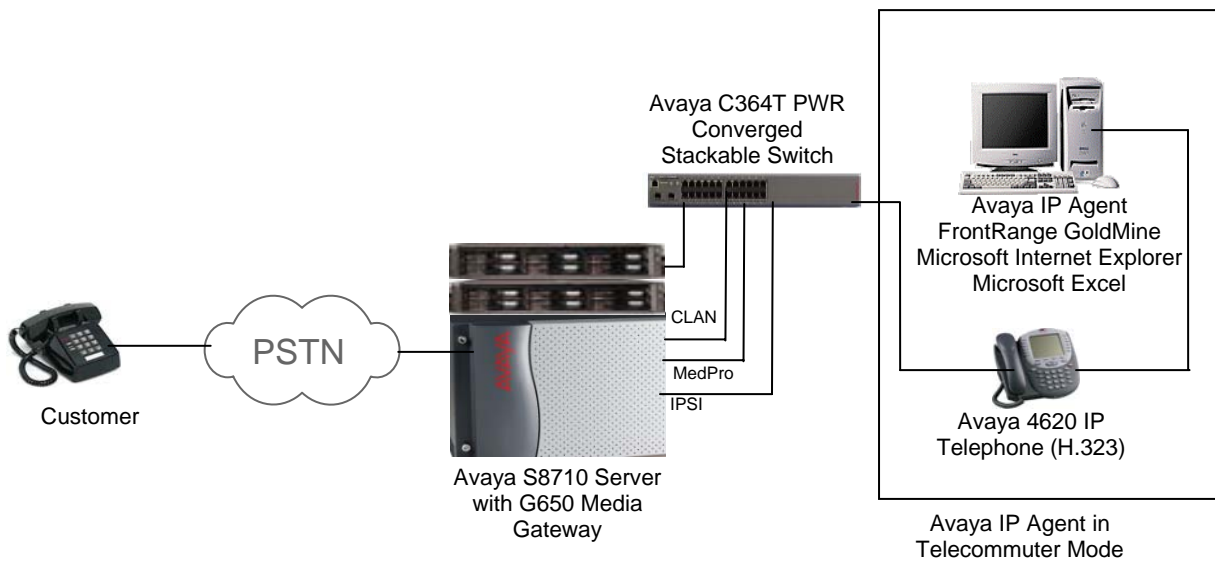 Avaya C364T PWR
Converged
Stackable Switch
Avaya IP Agent
FrontRange GoldMine
Microsoft Internet Explorer
Microsoft Excel
CLAN
PSTN
MedPro
IPSI
Customer
AVAYA
Avaya 4620 IP
Telephone (H.323)
Avaya S8710 Server
with G650 Media
Gateway
Avaya IP Agent in
Telecommuter Mode